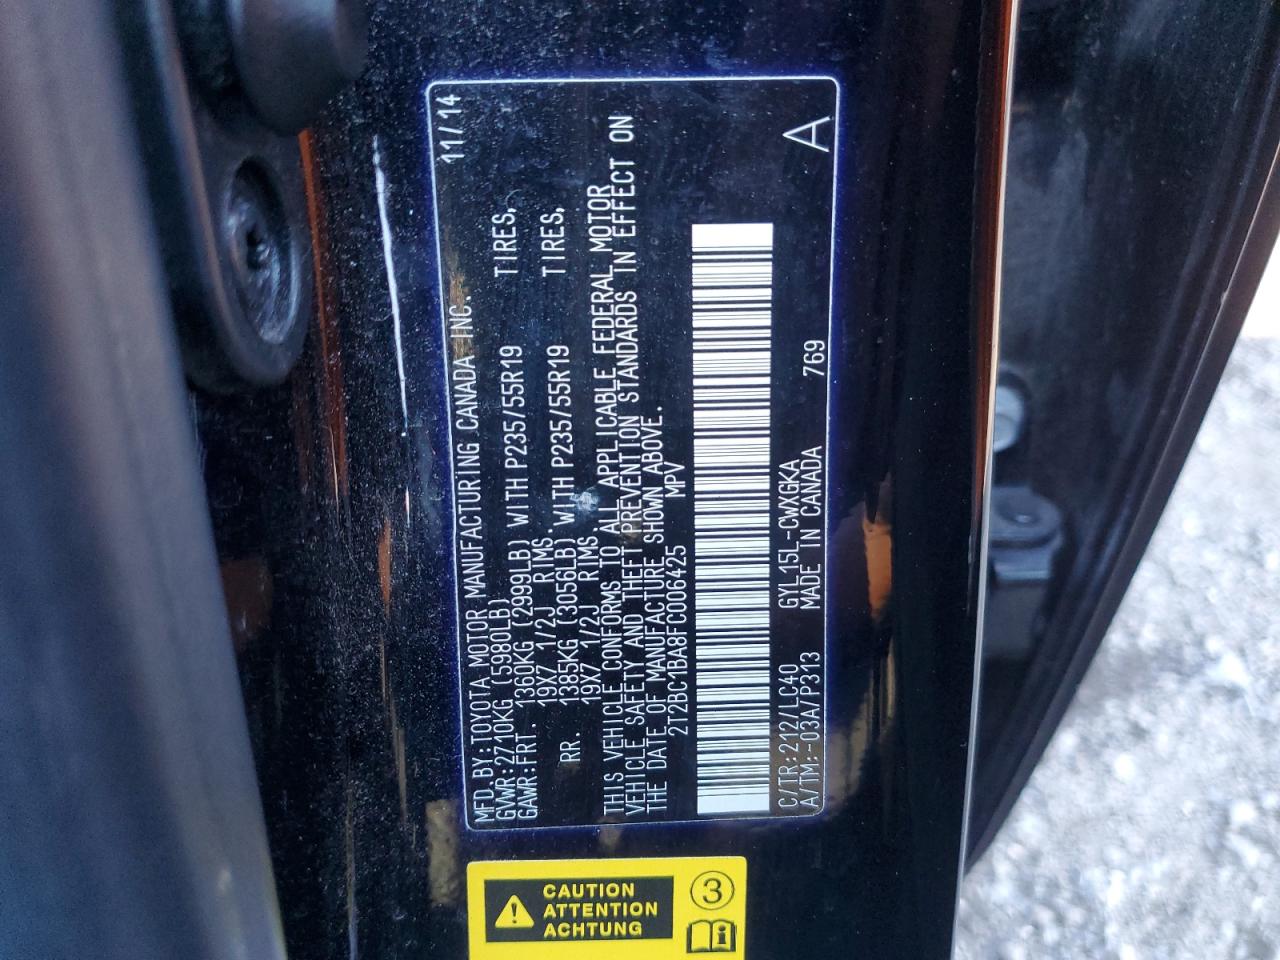 MFD.BY:TOYOTA MOTOR MANUFACTURING CANADA INC. 11/14
GVWR:2710KG (5980LB)
GAWR:FRT. 1360KG (2999LB) WITH P235/55R19 TIRES,
19X7 1/2J RIMS.
RR. 1385KG (3056LB) WITH P235/55R19 TIRES,
19X7 1/2J RIMS
THIS VEHICLE CONFORMS TO ALL APPLICABLE FEDERAL MOTOR
VEHICLE SAFETY AND THEFT PREVENTION STANDARDS IN EFFECT ON
THE DATE OF MANUFACTURE SHOWN ABOVE.
2T2BC1BA8FC006425 MPV
C/TR:212/LC40 GYL15L-CWXGKA A
A/TM:-03A/P313 MADE IN CANADA 769
CAUTION
ATTENTION
ACHTUNG
3